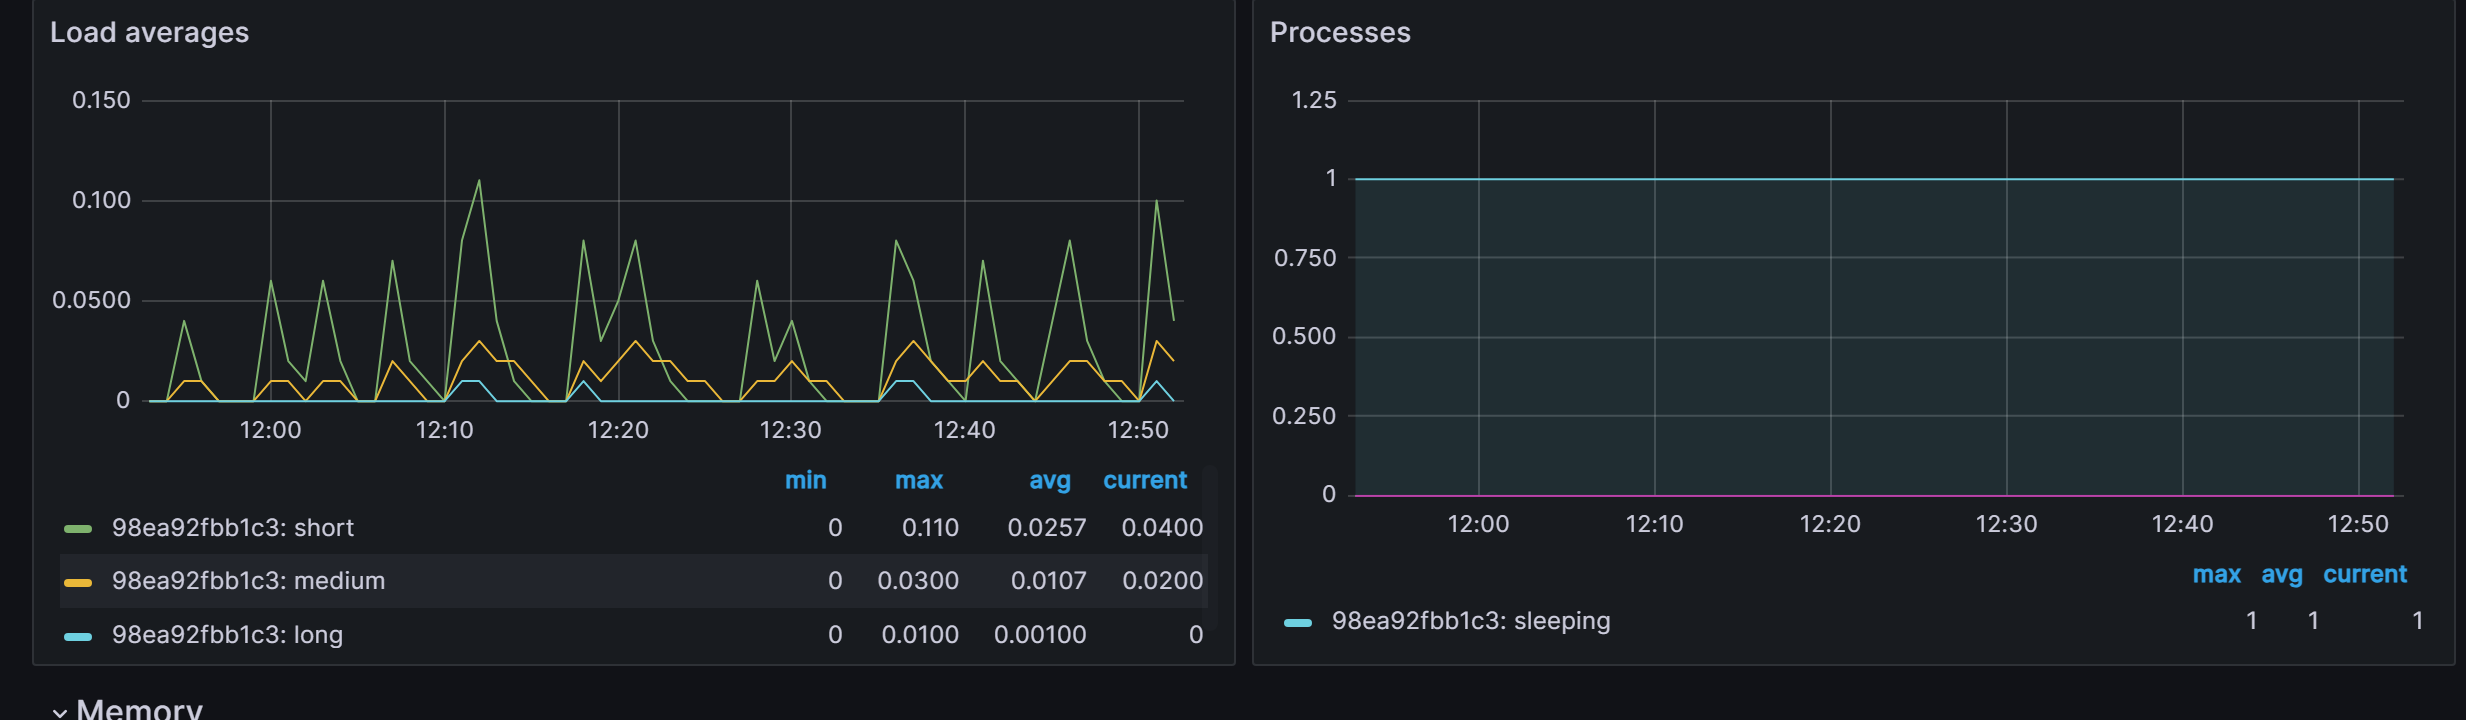 Load averages
0.150
0.100
0.0500
0
12:00 12:10 12:20 12:30 12:40 12:50
min max avg current
98ea92fbb1c3: short 0 0.110 0.0257 0.0400
98ea92fbb1c3: medium 0 0.0300 0.0107 0.0200
98ea92fbb1c3: long 0 0.0100 0.00100 0
Processes
1.25
1
0.750
0.500
0.250
0
12:00 12:10 12:20 12:30 12:40 12:50
max avg current
98ea92fbb1c3: sleeping 1 1 1
Memory